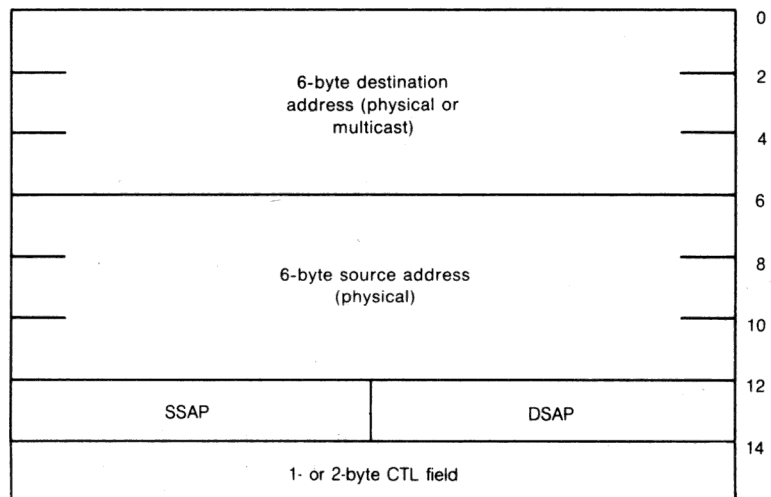 0
2
6-byte destination
address (physical or
multicast)
4
6
8
6-byte source address
(physical)
10
12
SSAP DSAP
14
1- or 2-byte CTL field